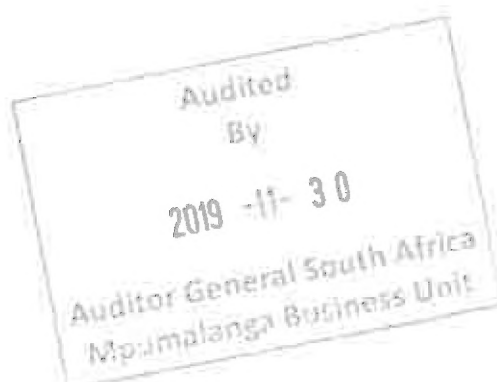 Audited
By
2019 -11- 30
Auditor General South Africa
Mpumalanga Business Unit